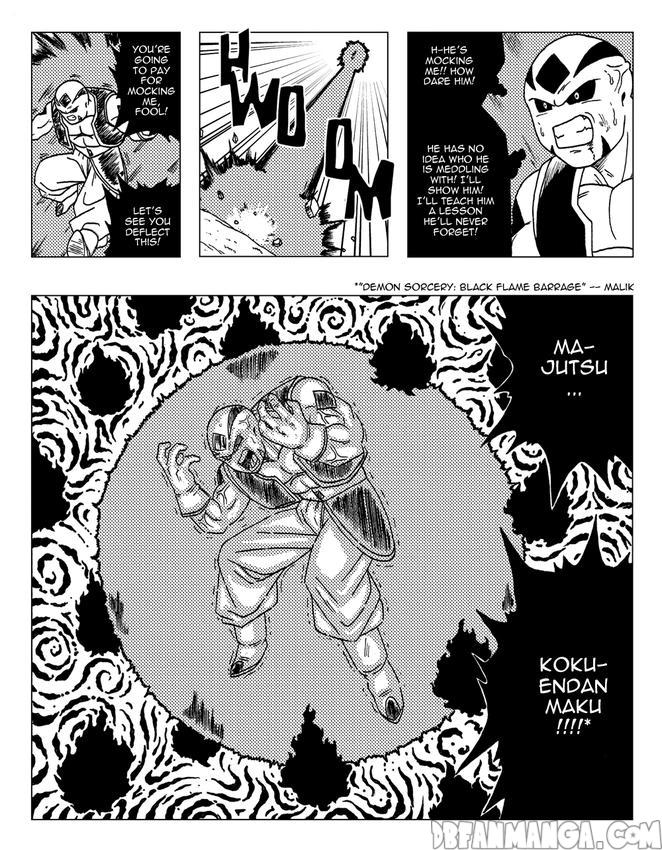 H-HE'S
MOCKING
ME!! HOW
DARE HIM!
HE HAS NO
IDEA WHO HE
IS MEDDLING
WITH! I'LL
SHOW HIM!
I'LL TEACH HIM
A LESSON
HE'LL NEVER
FORGET!
HWOOOM
YOU'RE
GOING
TO PAY
FOR
MOCKING
ME,
FOOL!
LET'S
SEE YOU
DEFLECT
THIS!
*"DEMON SORCERY: BLACK FLAME BARRAGE" -- MALIK
MA-
JUTSU
...
KOKU-
ENDAN
MAKU
!!!!*
DBFANMANGA.COM